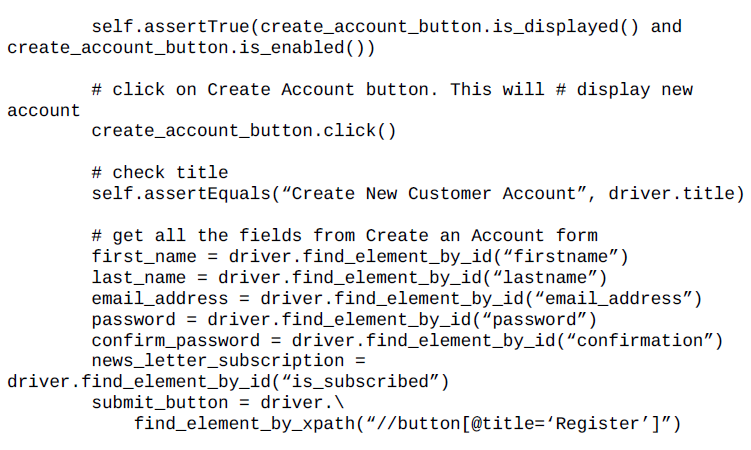 self.assertTrue(create_account_button.is_displayed() and
create_account_button.is_enabled())
# click on Create Account button. This will # display new
account
create_account_button.click()
# check title
self.assertEquals(“Create New Customer Account”, driver.title)
# get all the fields from Create an Account form
first_name = driver.find_element_by_id(“firstname”)
last_name = driver.find_element_by_id(“lastname”)
email_address = driver.find_element_by_id(“email_address”)
password = driver.find_element_by_id(“password”)
confirm_password = driver.find_element_by_id(“confirmation”)
news_letter_subscription =
driver.find_element_by_id(“is_subscribed”)
submit_button = driver.\
find_element_by_xpath(“//button[@title=‘Register’]”)